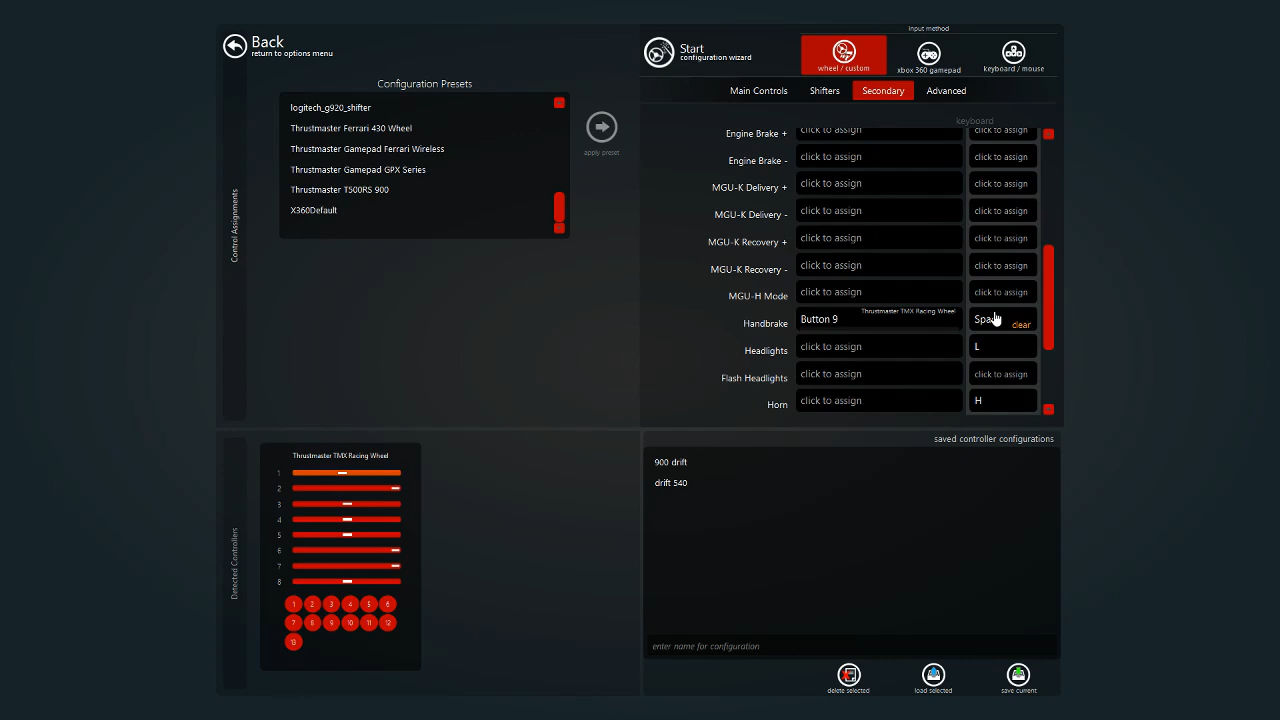 Back
return to options menu
Configuration Presets
logitech_g920_shifter
Thrustmaster Ferrari 430 Wheel
Thrustmaster Gamepad Ferrari Wireless
Thrustmaster Gamepad GPX Series
Thrustmaster T500RS 900
X360Default
apply preset
Control Assignments
Start
configuration wizard
Input method
wheel / custom
xbox 360 gamepad
keyboard / mouse
Main Controls
Shifters
Secondary
Advanced
keyboard
Engine Brake + click to assign click to assign
Engine Brake - click to assign click to assign
MGU-K Delivery + click to assign click to assign
MGU-K Delivery - click to assign click to assign
MGU-K Recovery + click to assign click to assign
MGU-K Recovery - click to assign click to assign
MGU-H Mode click to assign click to assign
Handbrake Button 9 Thrustmaster TMX Racing Wheel clear
Headlights click to assign L
Flash Headlights click to assign click to assign
Horn click to assign H
Detected Controllers
Thrustmaster TMX Racing Wheel
1
2
3
4
5
6
7
8
1 2 3 4 5 6
7 8 9 10 11 12
13
saved controller configurations
900 drift
drift 540
enter name for configuration
delete selected
load selected
save current